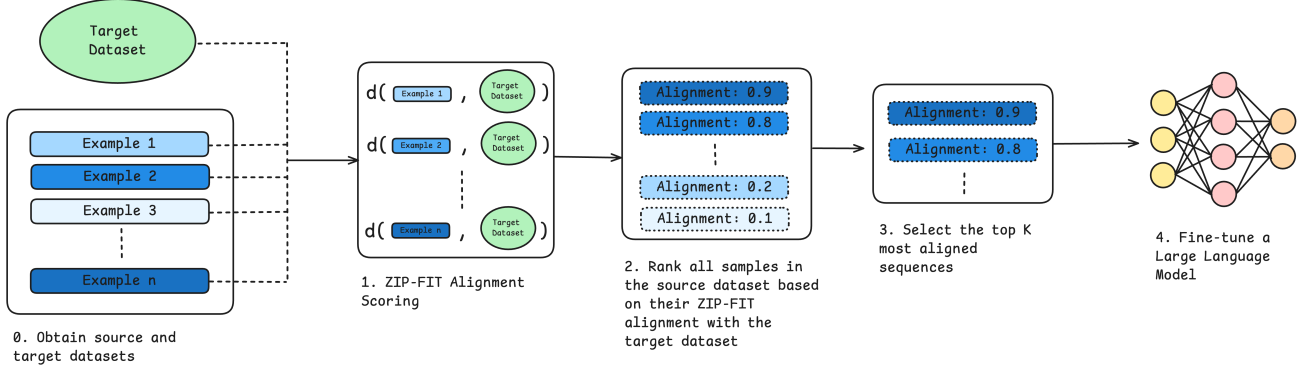 Target
Dataset
Example 1
Example 2
Example 3
Example n
0. Obtain source and
target datasets
d( Example 1 , Target
Dataset )
d( Example 2 , Target
Dataset )
d( Example n , Target
Dataset )
1. ZIP-FIT Alignment
Scoring
Alignment: 0.9
Alignment: 0.8
Alignment: 0.2
Alignment: 0.1
2. Rank all samples in
the source dataset based
on their ZIP-FIT
alignment with the
target dataset
Alignment: 0.9
Alignment: 0.8
3. Select the top K
most aligned
sequences
4. Fine-tune a
Large Language
Model